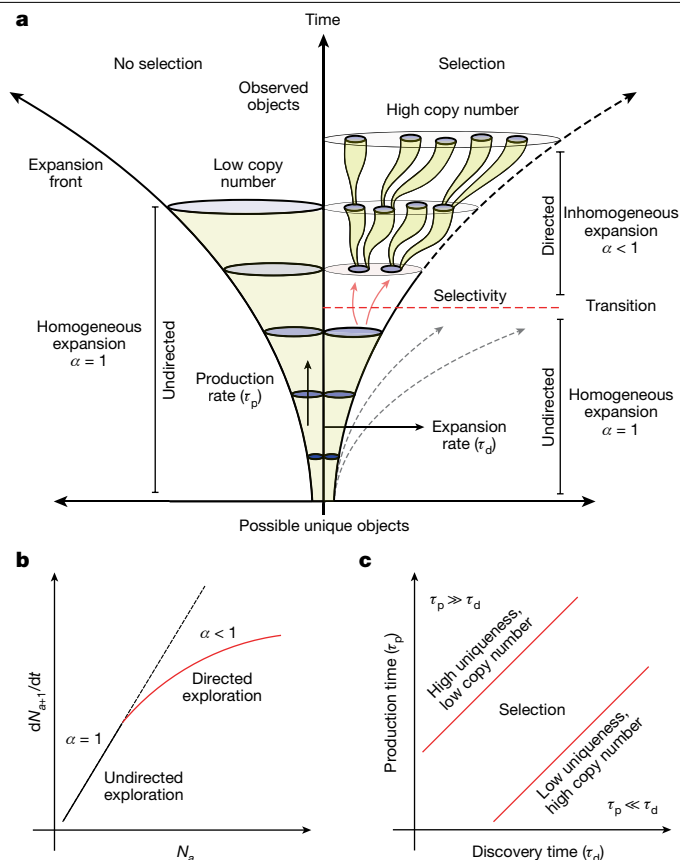 a
Time
No selection
Selection
Observed
objects
High copy number
Expansion
front
Low copy
number
Directed
Inhomogeneous
expansion
α < 1
Selectivity
Transition
Homogeneous
expansion
α = 1
Undirected
Production
rate (τp)
Expansion
rate (τd)
Undirected
Homogeneous
expansion
α = 1
Possible unique objects
b
dNa+1/dt
α < 1
Directed
exploration
α = 1
Undirected
exploration
Na
c
Production time (τp)
τp ≫ τd
High uniqueness,
low copy number
Selection
Low uniqueness,
high copy number
τp ≪ τd
Discovery time (τd)